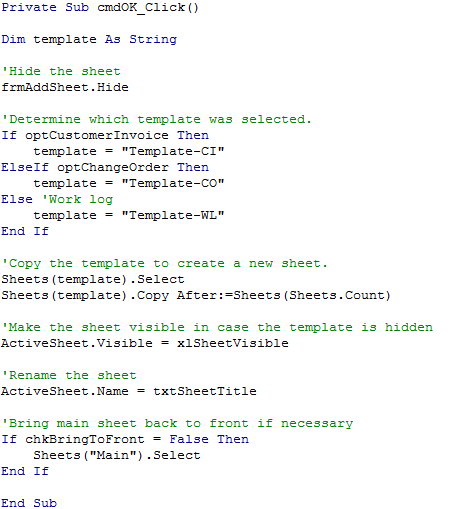 Private Sub cmdOK_Click()
Dim template As String
'Hide the sheet
frmAddSheet.Hide
'Determine which template was selected.
If optCustomerInvoice Then
    template = "Template-CI"
ElseIf optChangeOrder Then
    template = "Template-CO"
Else 'Work log
    template = "Template-WL"
End If
'Copy the template to create a new sheet.
Sheets(template).Select
Sheets(template).Copy After:=Sheets(Sheets.Count)
'Make the sheet visible in case the template is hidden
ActiveSheet.Visible = xlSheetVisible
'Rename the sheet
ActiveSheet.Name = txtSheetTitle
'Bring main sheet back to front if necessary
If chkBringToFront = False Then
    Sheets("Main").Select
End If
End Sub